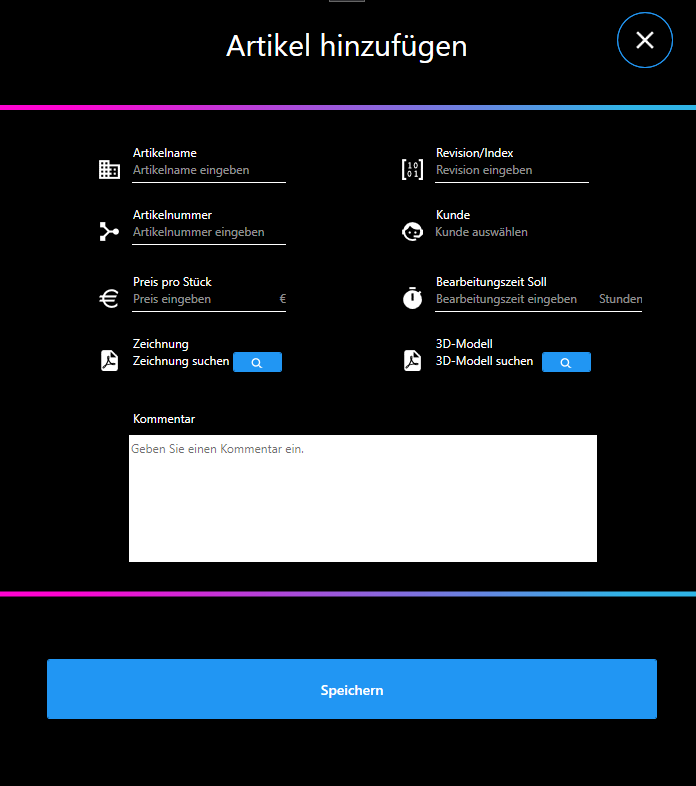 Artikel hinzufügen
Artikelname
Artikelname eingeben
Revision/Index
Revision eingeben
Artikelnummer
Artikelnummer eingeben
Kunde
Kunde auswählen
Preis pro Stück
Preis eingeben €
Bearbeitungszeit Soll
Bearbeitungszeit eingeben Stunden
Zeichnung
Zeichnung suchen
3D-Modell
3D-Modell suchen
Kommentar
Geben Sie einen Kommentar ein.
Speichern